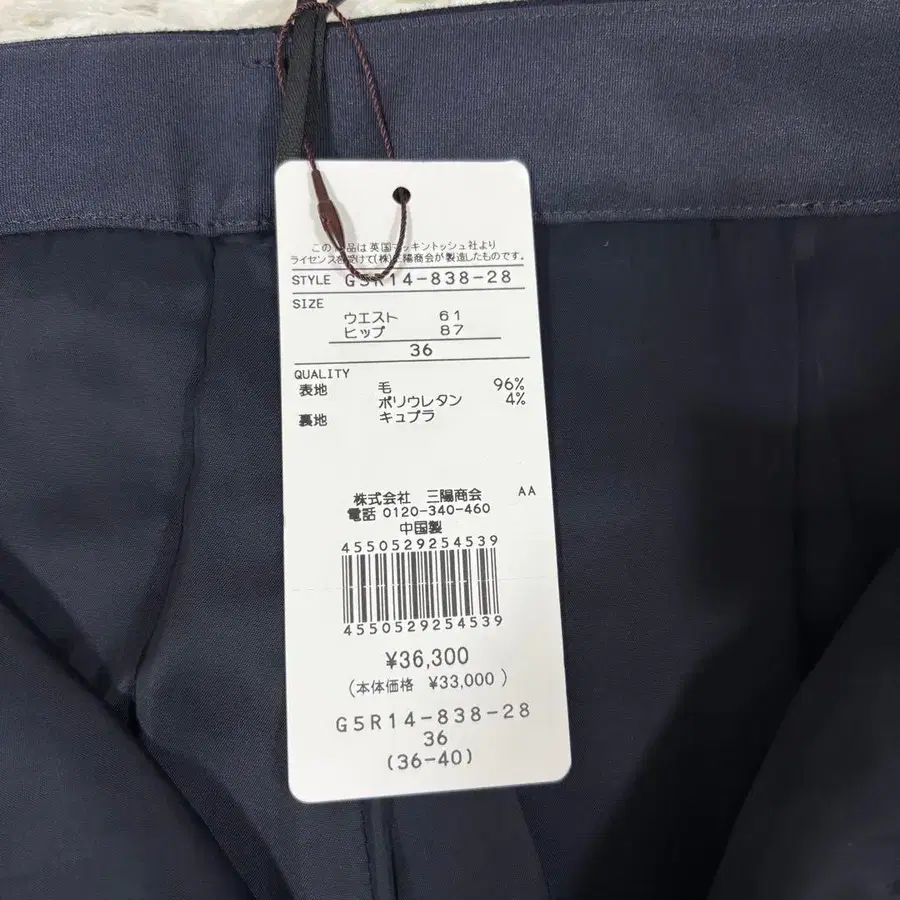 この 品は 英国マッキントッシュ社より
ライセンスを受けて(株)三陽商会が製造したものです。
STYLE G5R14-838-28
SIZE
ウエスト 61
ヒップ 87
36
QUALITY
表地 毛 96%
ポリウレタン 4%
裏地 キュプラ
株式会社 三陽商会 AA
電話 0120-340-460
中国製
4550529254539
4550529254539
¥36,300
(本体価格 ¥33,000)
G5R14-838-28
36
(36-40)